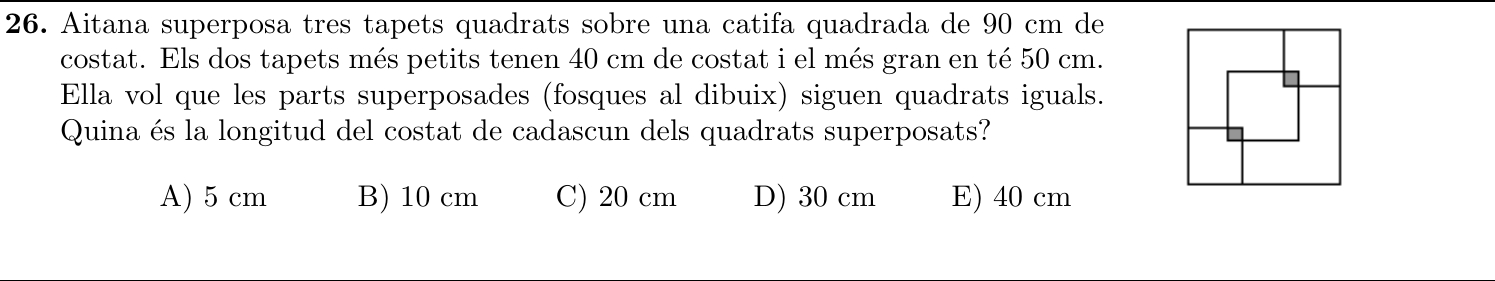 26. Aitana superposa tres tapets quadrats sobre una catifa quadrada de 90 cm de
costat. Els dos tapets més petits tenen 40 cm de costat i el més gran en té 50 cm.
Ella vol que les parts superposades (fosques al dibuix) siguen quadrats iguals.
Quina és la longitud del costat de cadascun dels quadrats superposats?
A) 5 cm B) 10 cm C) 20 cm D) 30 cm E) 40 cm